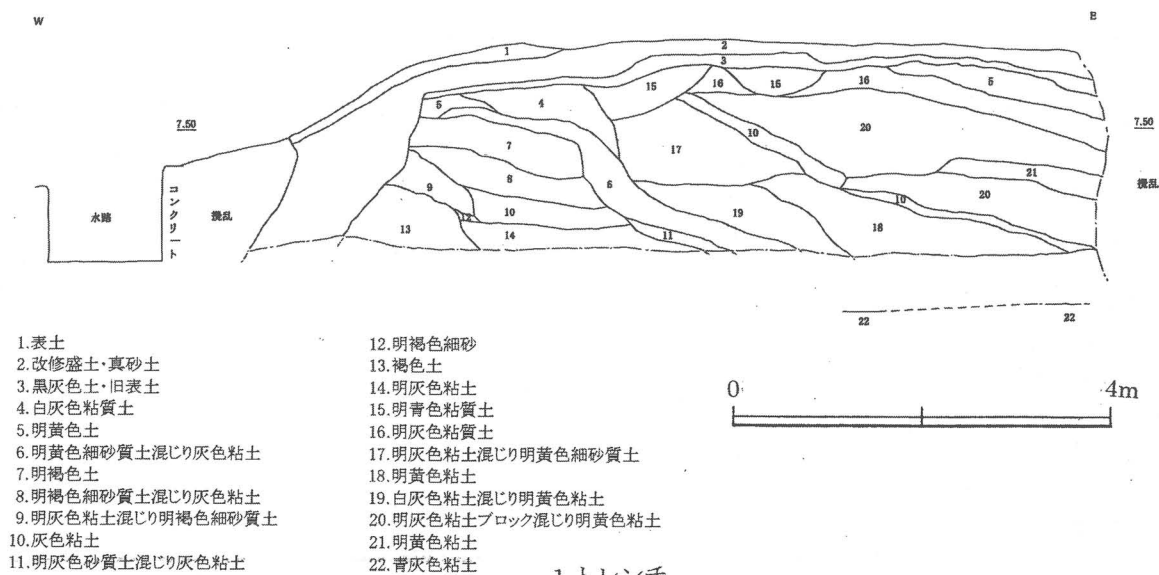 W
E
1
2
3
15
16
15
16
5
5
4
10
7.50
20
7.50
7
17
21
コンクリート
9
8
6
20
撹乱
水路
撹乱
12
10
19
10
13
14
11
18
22
22
1.表土
2.改修盛土・真砂土
3.黒灰色土・旧表土
4.白灰色粘質土
5.明黄色土
6.明黄色細砂質土混じり灰色粘土
7.明褐色土
8.明褐色細砂質土混じり灰色粘土
9.明灰色粘土混じり明褐色細砂質土
10.灰色粘土
11.明灰色砂質土混じり灰色粘土
12.明褐色細砂
13.褐色土
14.明灰色粘土
15.明青色粘質土
16.明灰色粘質土
17.明灰色粘土混じり明黄色細砂質土
18.明黄色粘土
19.白灰色粘土混じり明黄色粘土
20.明灰色粘土ブロック混じり明黄色粘土
21.明黄色粘土
22.青灰色粘土
0
4m
1トレンチ